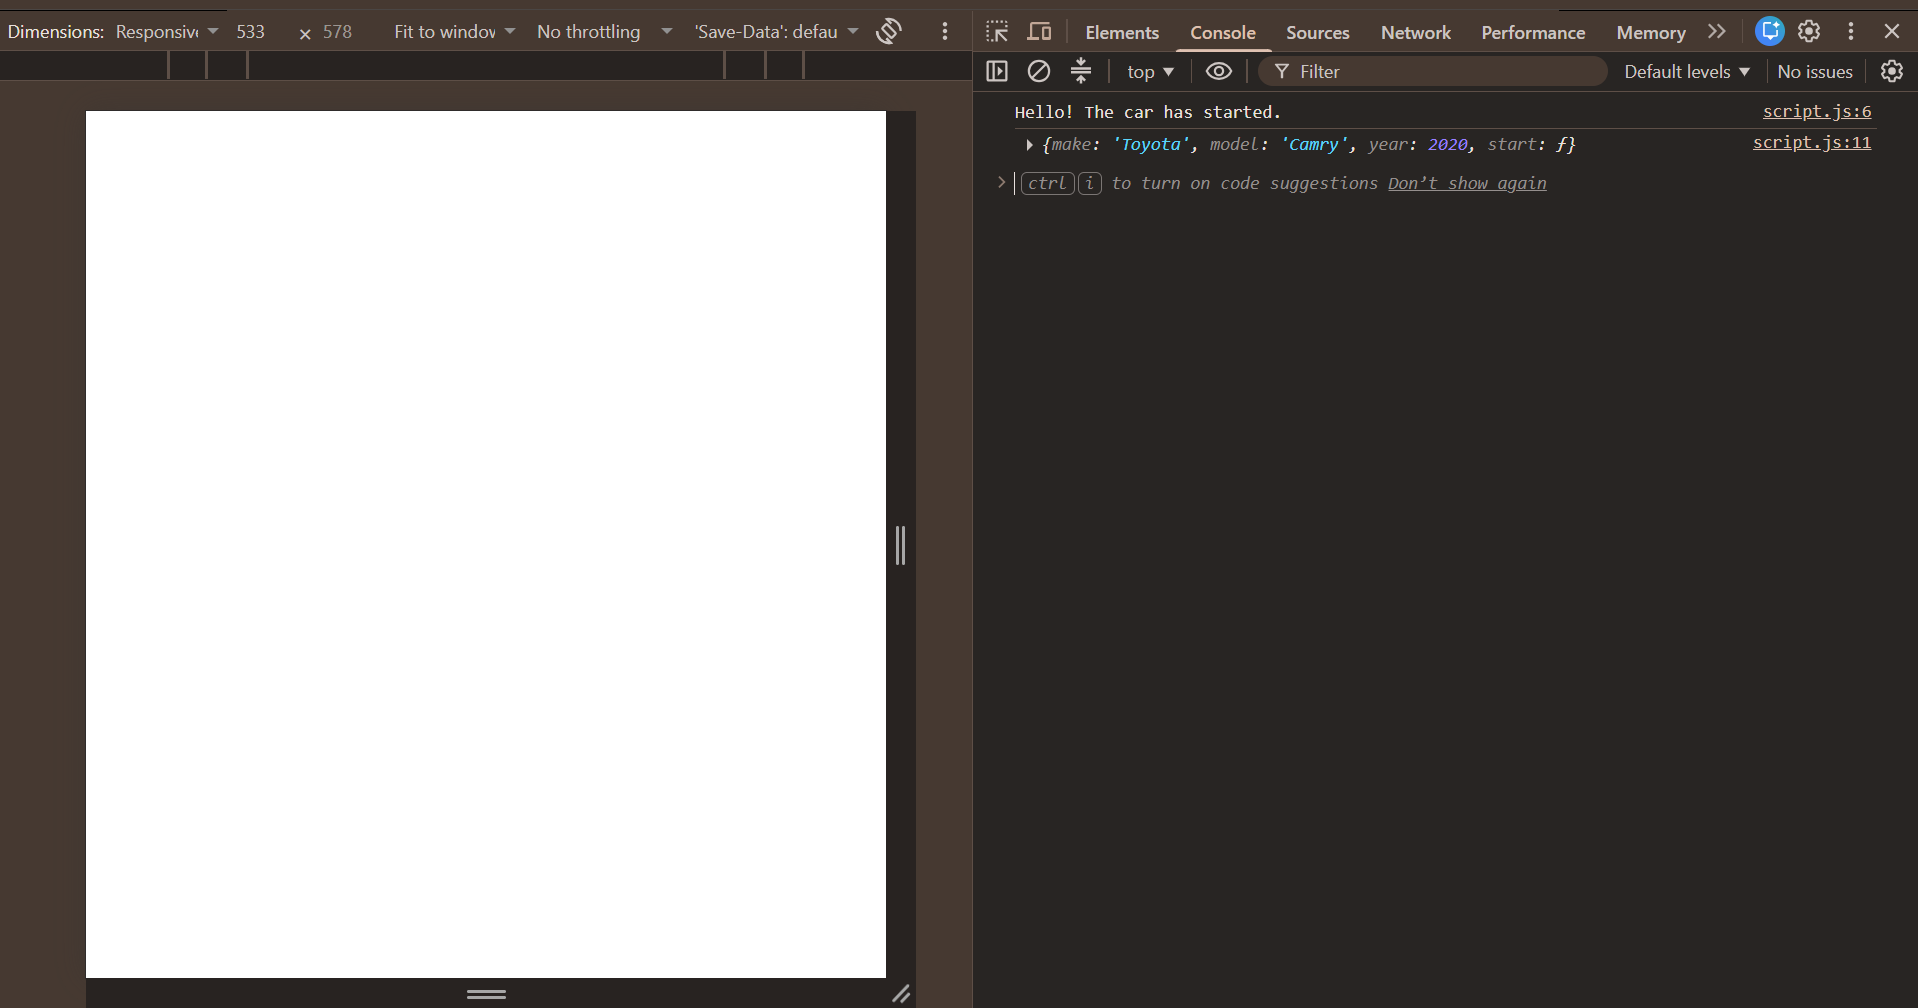 Dimensions: Responsive 533 × 578 Fit to window No throttling 'Save-Data': defau
Elements Console Sources Network Performance Memory
top Filter Default levels No issues
Hello! The car has started. script.js:6
{make: 'Toyota', model: 'Camry', year: 2020, start: ƒ} script.js:11
ctrl i to turn on code suggestions Don’t show again